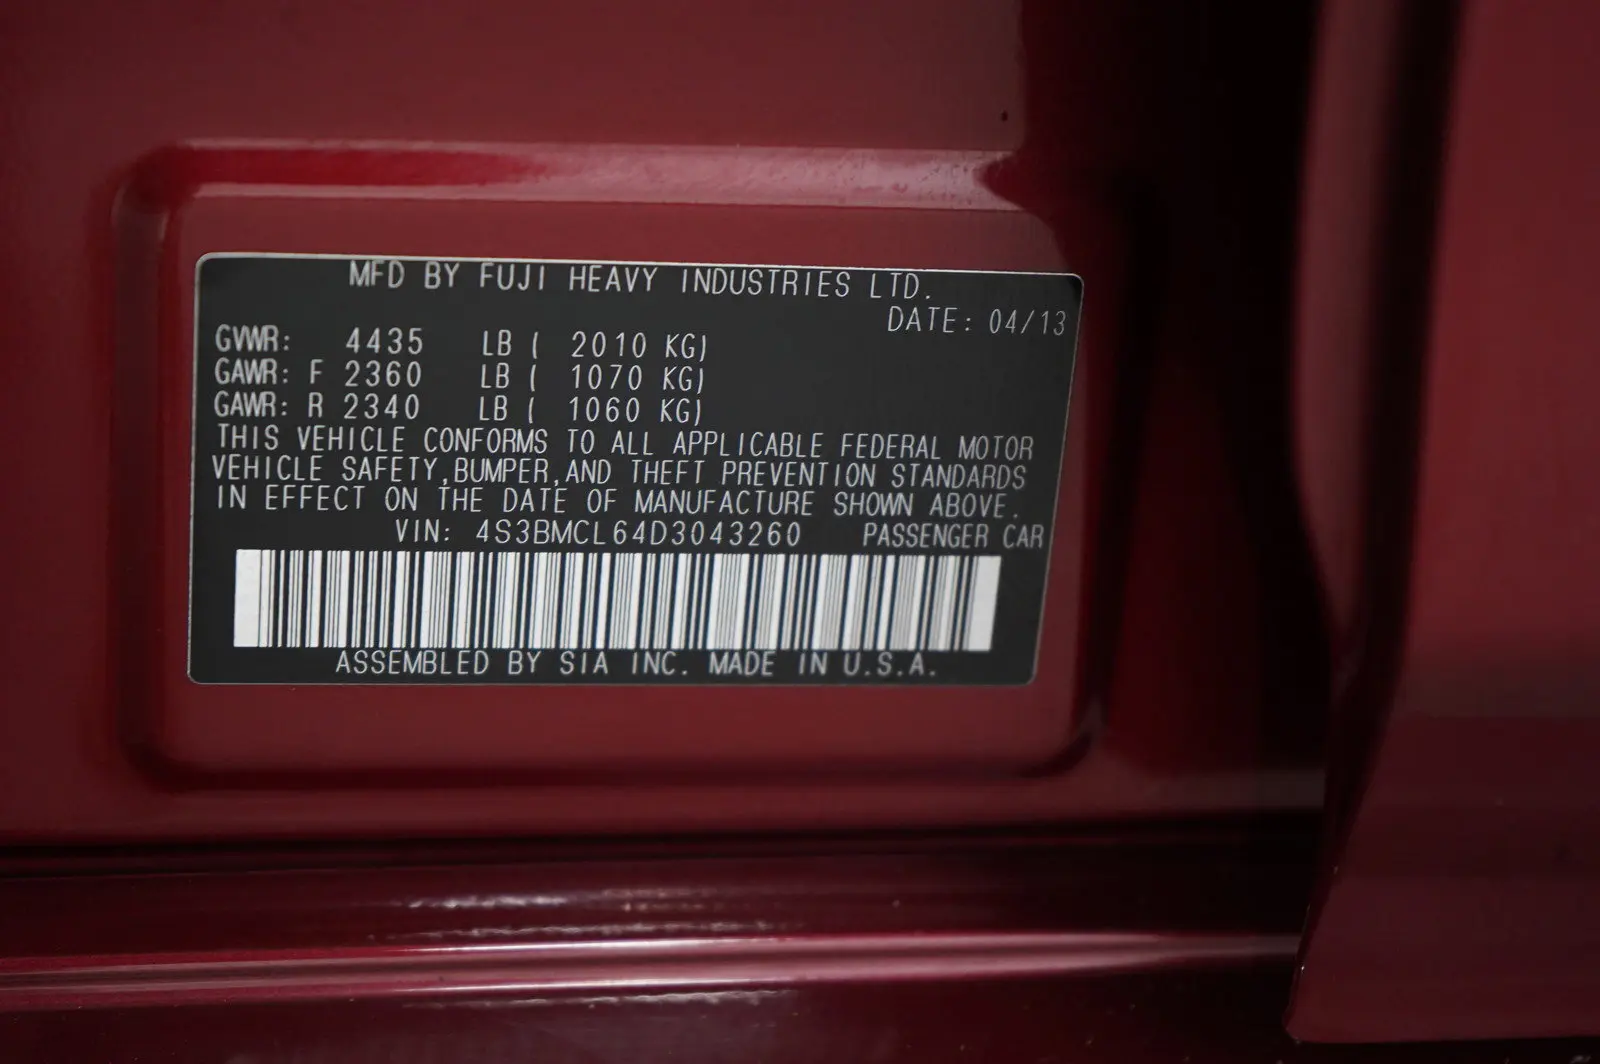 MFD BY FUJI HEAVY INDUSTRIES LTD.
DATE: 04/13
GVWR: 4435 LB ( 2010 KG)
GAWR: F 2360 LB ( 1070 KG)
GAWR: R 2340 LB ( 1060 KG)
THIS VEHICLE CONFORMS TO ALL APPLICABLE FEDERAL MOTOR
VEHICLE SAFETY,BUMPER,AND THEFT PREVENTION STANDARDS
IN EFFECT ON THE DATE OF MANUFACTURE SHOWN ABOVE.
VIN: 4S3BMCL64D3043260 PASSENGER CAR
ASSEMBLED BY SIA INC. MADE IN U.S.A.